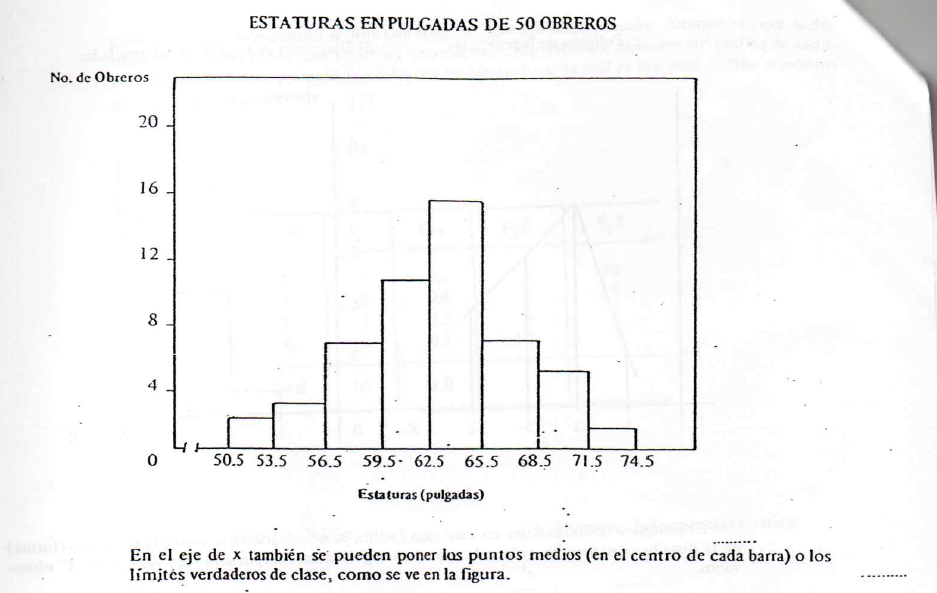 ESTATURAS EN PULGADAS DE 50 OBREROS
No. de Obreros
20
16
12
8
4
0
50.5 53.5 56.5 59.5 62.5 65.5 68.5 71.5 74.5
Estaturas (pulgadas)
En el eje de x también se pueden poner los puntos medios (en el centro de cada barra) o los
límites verdaderos de clase, como se ve en la figura.